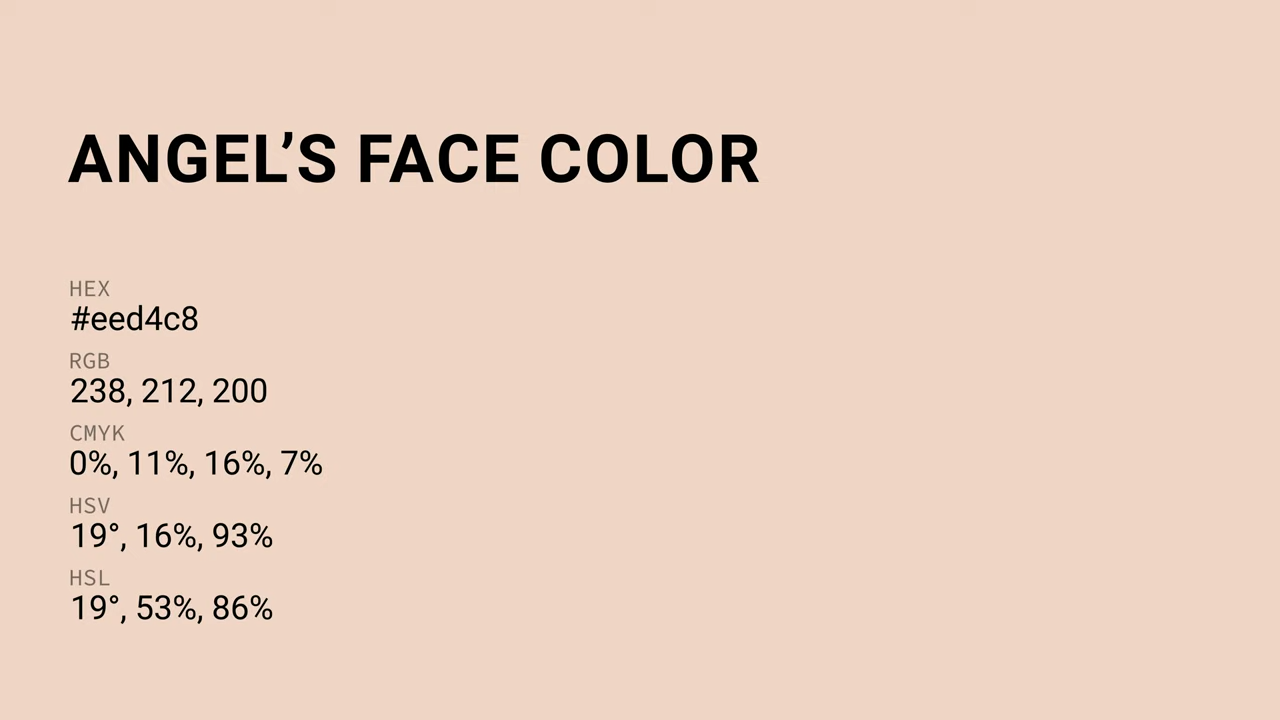 ANGEL’S FACE COLOR
HEX
#eed4c8
RGB
238, 212, 200
CMYK
0%, 11%, 16%, 7%
HSV
19°, 16%, 93%
HSL
19°, 53%, 86%